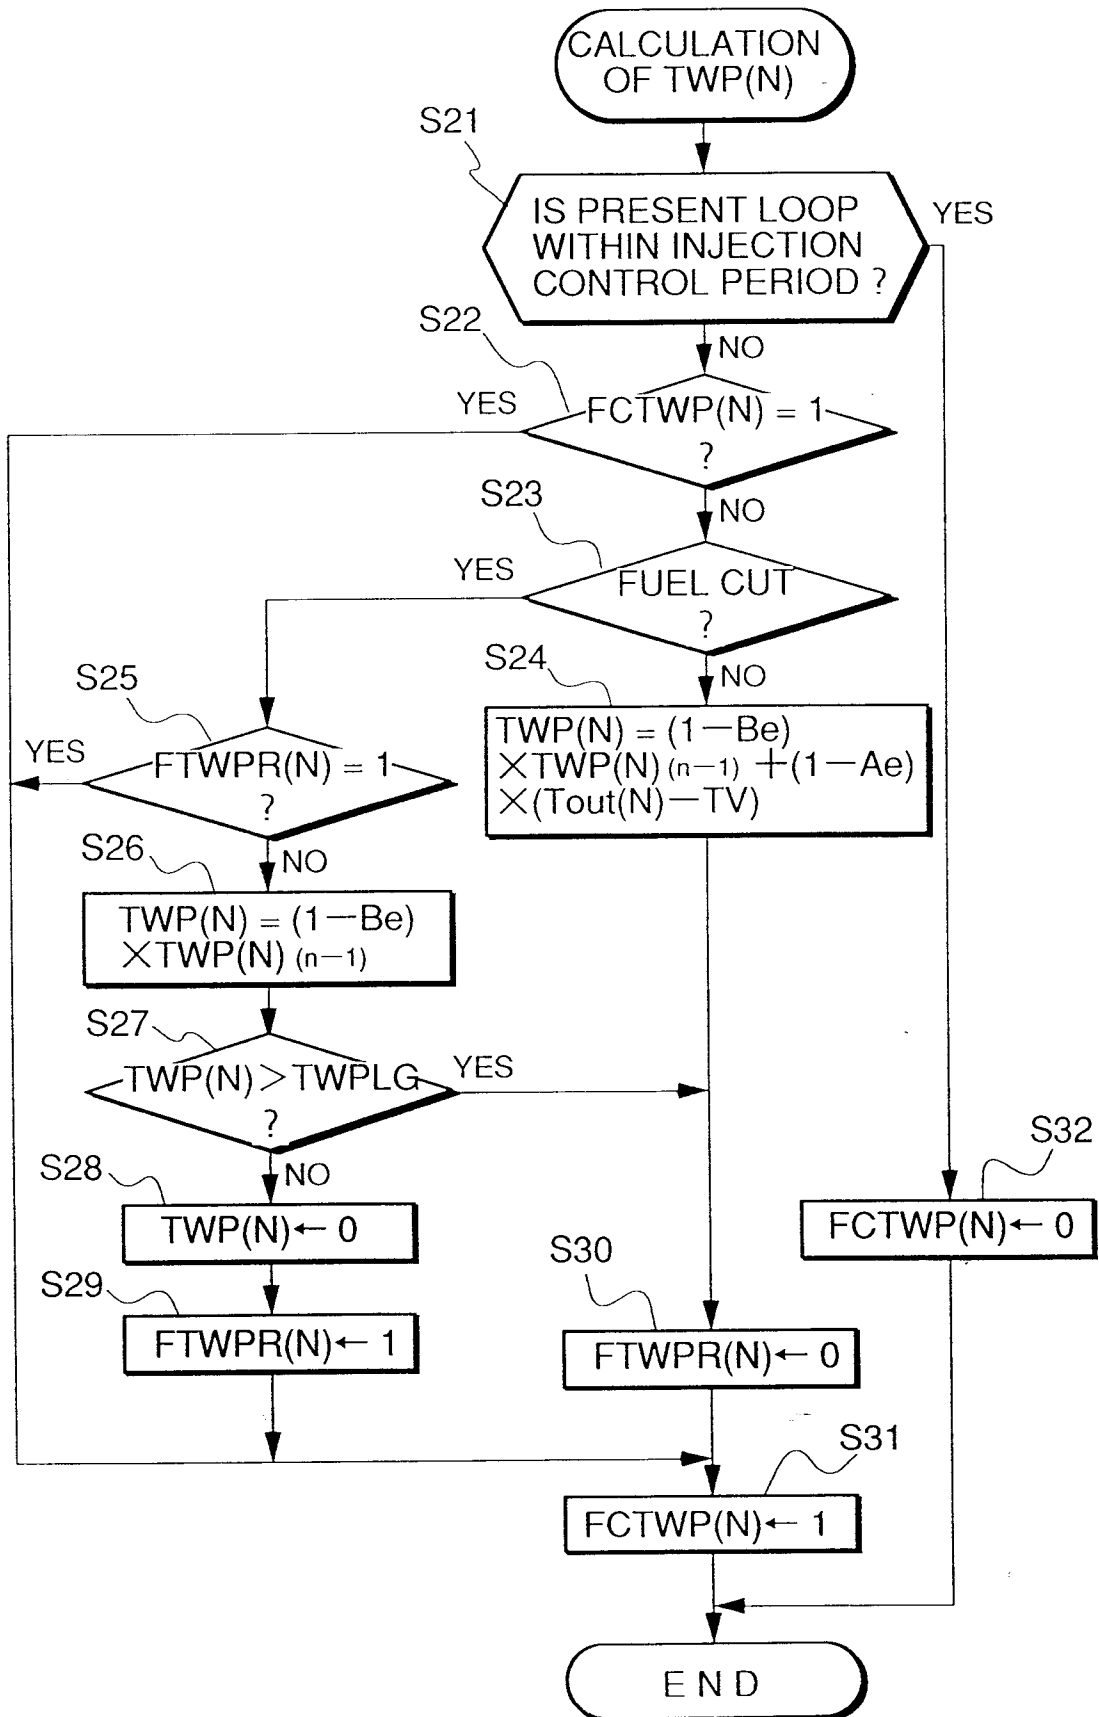 CALCULATION
OF TWP(N)
S21
IS PRESENT LOOP
WITHIN INJECTION
CONTROL PERIOD ?
YES
NO
S22
YES
FCTWP(N) = 1
?
NO
S23
YES
FUEL CUT
?
NO
S24
TWP(N) = (1—Be)
×TWP(N) (n−1) +(1—Ae)
×(Tout(N)—TV)
S25
YES
FTWPR(N) = 1
?
NO
S26
TWP(N) = (1—Be)
×TWP(N) (n−1)
S27
TWP(N)>TWPLG
?
YES
NO
S28
TWP(N)← 0
S29
FTWPR(N)← 1
S30
FTWPR(N)← 0
S32
FCTWP(N)← 0
S31
FCTWP(N)← 1
E N D